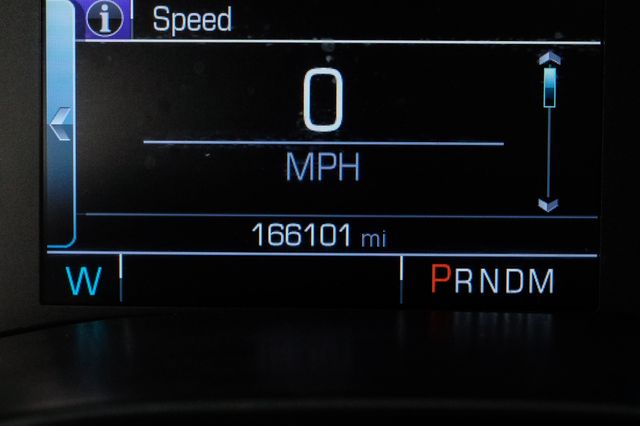 i Speed
0
MPH
166101 mi
W PRNDM